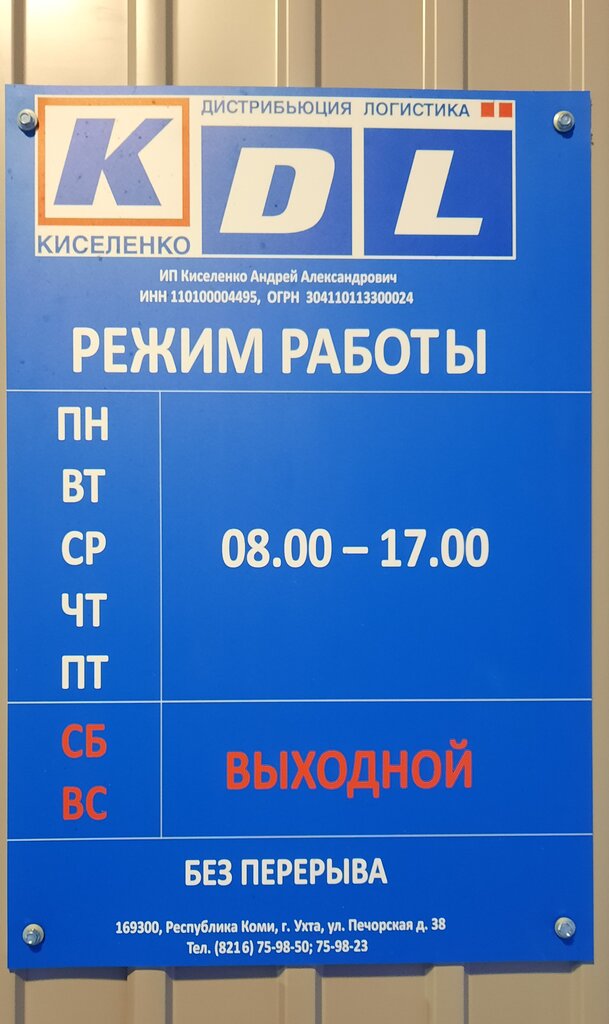 ДИСТРИБЬЮЦИЯ ЛОГИСТИКА
KDL
КИСЕЛЕНКО
ИП Киселенко Андрей Александрович
ИНН 110100004495, ОГРН 304110113300024
РЕЖИМ РАБОТЫ
ПН
ВТ
СР
08.00 – 17.00
ЧТ
ПТ
СБ
ВЫХОДНОЙ
ВС
БЕЗ ПЕРЕРЫВА
169300, Республика Коми, г. Ухта, ул. Печорская д. 38
Тел. (8216) 75-98-50; 75-98-23